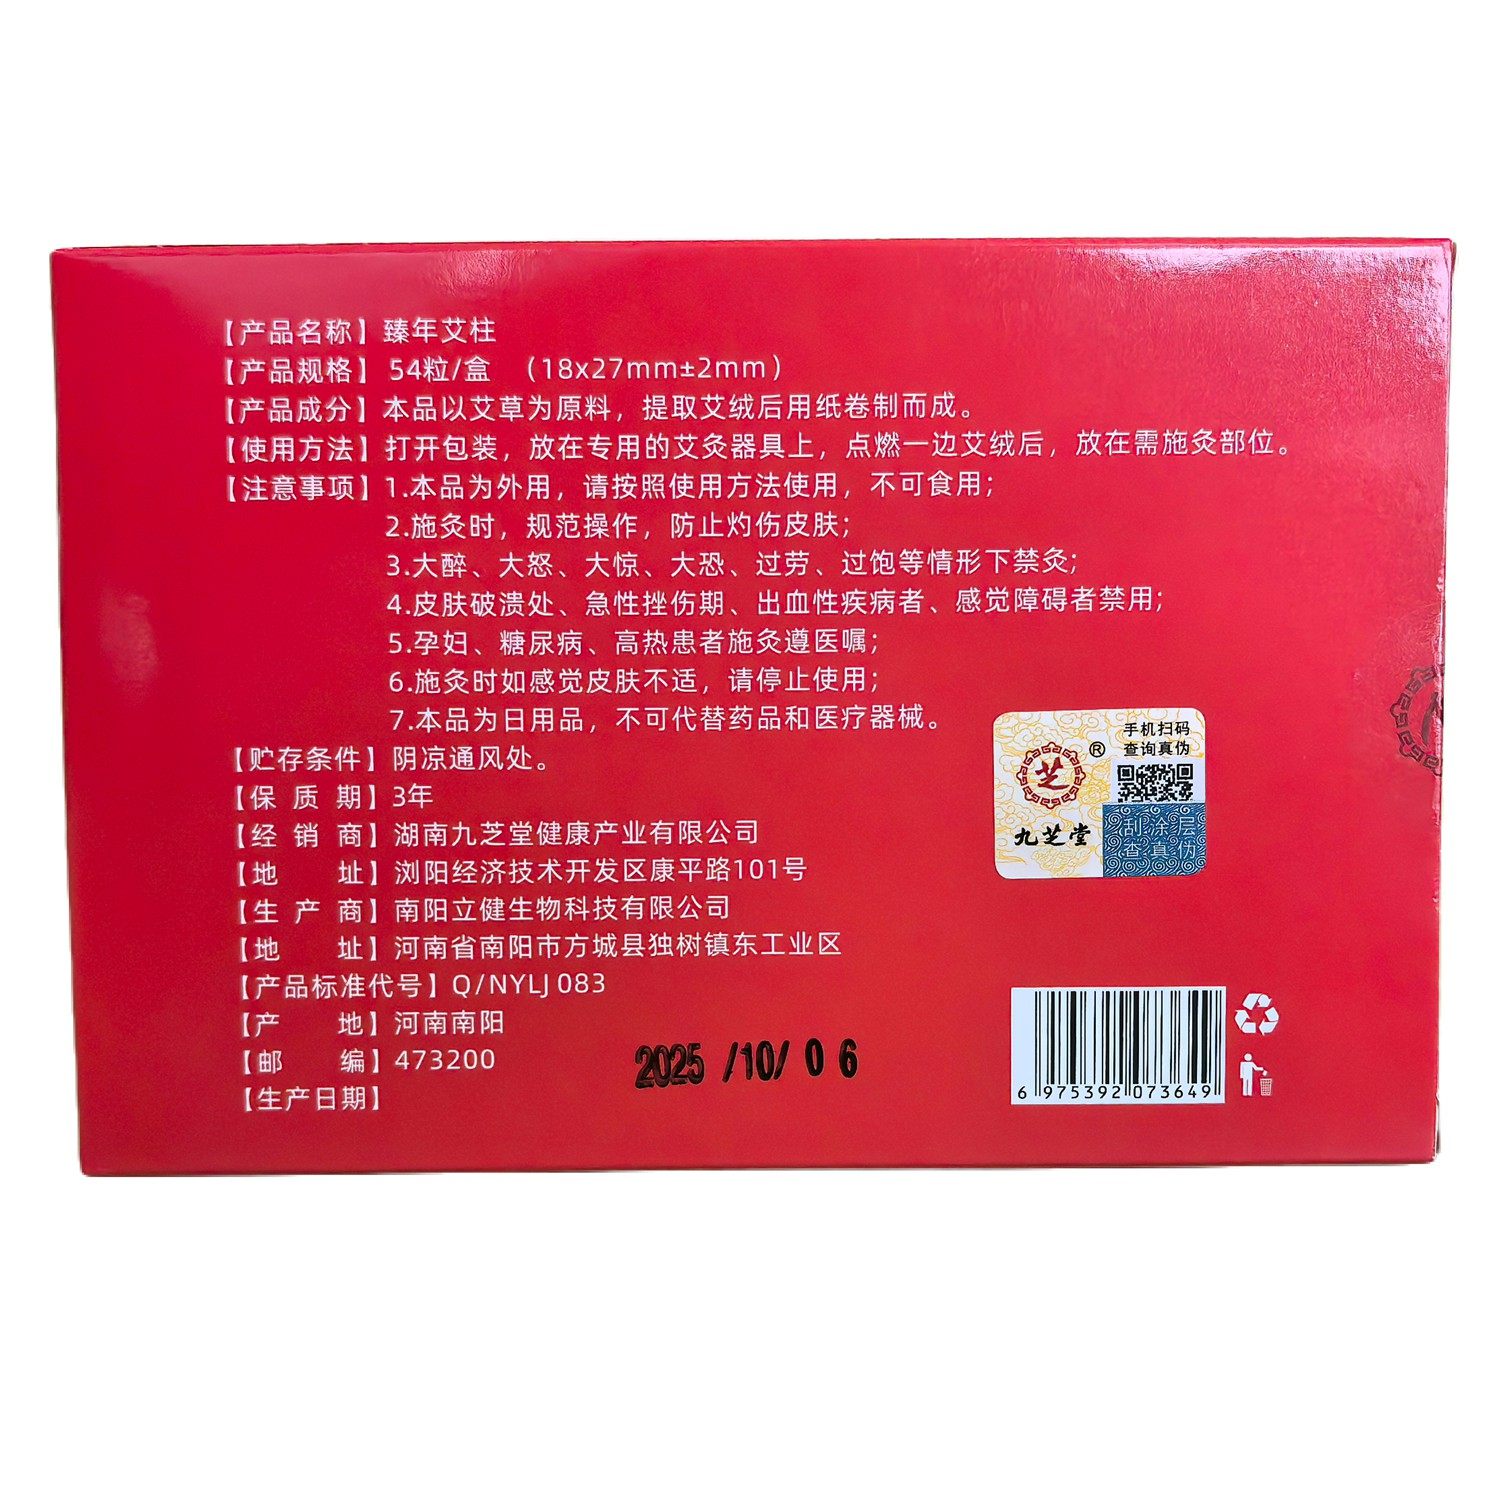 【产品名称】臻年艾柱
【产品规格】54粒/盒 （18x27mm±2mm）
【产品成分】本品以艾草为原料，提取艾绒后用纸卷制而成。
【使用方法】打开包装，放在专用的艾灸器具上，点燃一边艾绒后，放在需施灸部位。
【注意事项】1.本品为外用，请按照使用方法使用，不可食用；
2.施灸时，规范操作，防止灼伤皮肤；
3.大醉、大怒、大惊、大恐、过劳、过饱等情形下禁灸；
4.皮肤破溃处、急性挫伤期、出血性疾病者、感觉障碍者禁用；
5.孕妇、糖尿病、高热患者施灸遵医嘱；
6.施灸时如感觉皮肤不适，请停止使用；
7.本品为日用品，不可代替药品和医疗器械。
【贮存条件】阴凉通风处。
【保 质 期】3年
【经 销 商】湖南九芝堂健康产业有限公司
【地 址】浏阳经济技术开发区康平路101号
【生 产 商】南阳立健生物科技有限公司
【地 址】河南省南阳市方城县独树镇东工业区
【产品标准代号】Q/NYLJ 083
【产 地】河南南阳
【邮 编】473200
【生产日期】
2025 /10/ 06
手机扫码
查询真伪
芝
®
九芝堂
刮涂层
查真伪
6 975392 073649